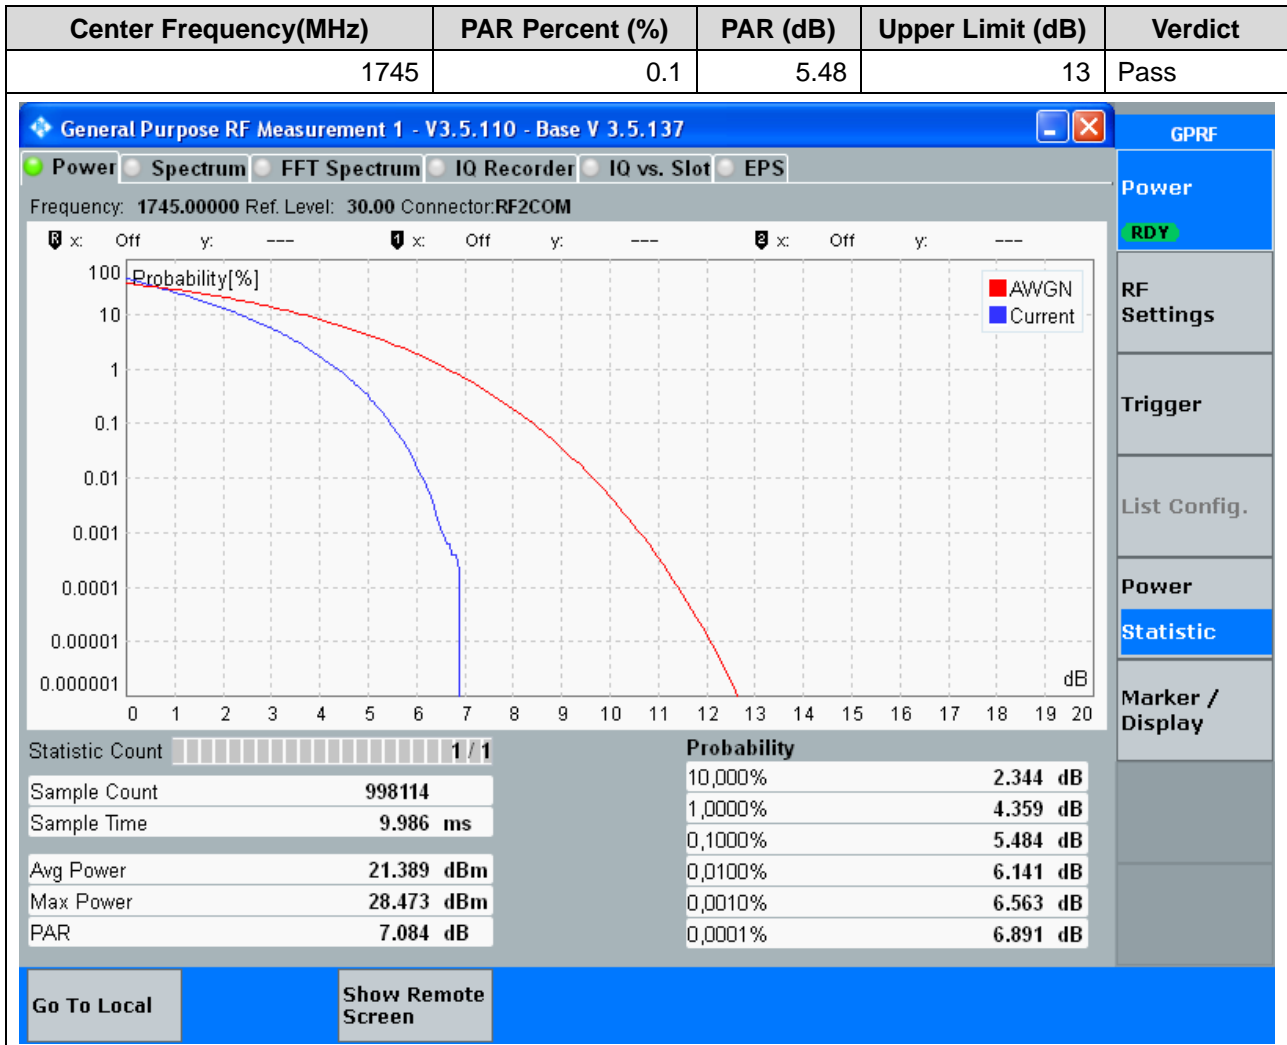 Center Frequency(MHz) PAR Percent (%) PAR (dB) Upper Limit (dB) Verdict
1745 0.1 5.48 13 Pass
General Purpose RF Measurement 1 - V3.5.110 - Base V 3.5.137
GPRF
Power Spectrum FFT Spectrum IQ Recorder IQ vs. Slot EPS
Frequency: 1745.00000 Ref. Level: 30.00 Connector:RF2COM
R x: Off y: --- 1 x: Off y: --- 2 x: Off y: ---
Probability[%]
AWGN
Current
100
10
1
0.1
0.01
0.001
0.0001
0.00001
0.000001
dB
0 1 2 3 4 5 6 7 8 9 10 11 12 13 14 15 16 17 18 19 20
Statistic Count 1 / 1
Sample Count 998114
Sample Time 9.986 ms
Avg Power 21.389 dBm
Max Power 28.473 dBm
PAR 7.084 dB
Probability
10,000% 2.344 dB
1,0000% 4.359 dB
0,1000% 5.484 dB
0,0100% 6.141 dB
0,0010% 6.563 dB
0,0001% 6.891 dB
Power
RDY
RF
Settings
Trigger
List Config.
Power
Statistic
Marker /
Display
Go To Local
Show Remote
Screen